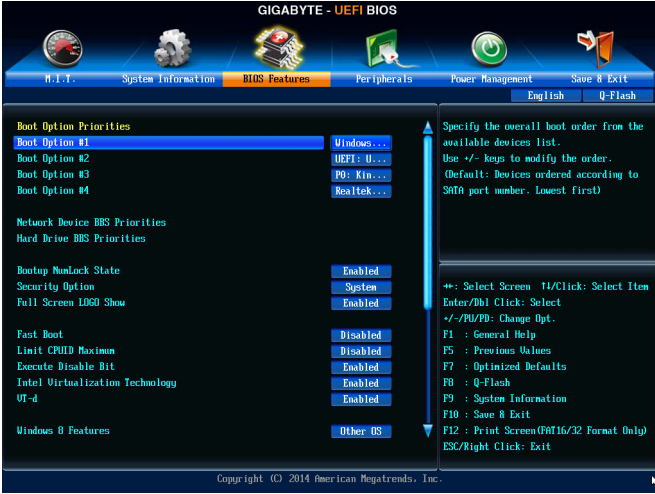 GIGABYTE - UEFI BIOS
M.I.T.
System Information
BIOS Features
Peripherals
Power Management
Save & Exit
English
Q-Flash
Boot Option Priorities
Boot Option #1 Windows...
Boot Option #2 UEFI: U...
Boot Option #3 P0: Kin...
Boot Option #4 Realtek...
Network Device BBS Priorities
Hard Drive BBS Priorities
Bootup NumLock State Enabled
Security Option System
Full Screen LOGO Show Enabled
Fast Boot Disabled
Limit CPUID Maximum Disabled
Execute Disable Bit Enabled
Intel Virtualization Technology Enabled
VT-d Enabled
Windows 8 Features Other OS
Specify the overall boot order from the
available devices list.
Use +/- keys to modify the order.
(Default: Devices ordered according to
SATA port number. Lowest first)
→←: Select Screen ↑↓/Click: Select Item
Enter/Dbl Click: Select
+/-/PU/PD: Change Opt.
F1 : General Help
F5 : Previous Values
F7 : Optimized Defaults
F8 : Q-Flash
F9 : System Information
F10 : Save & Exit
F12 : Print Screen(FAT16/32 Format Only)
ESC/Right Click: Exit
Copyright (C) 2014 American Megatrends, Inc.